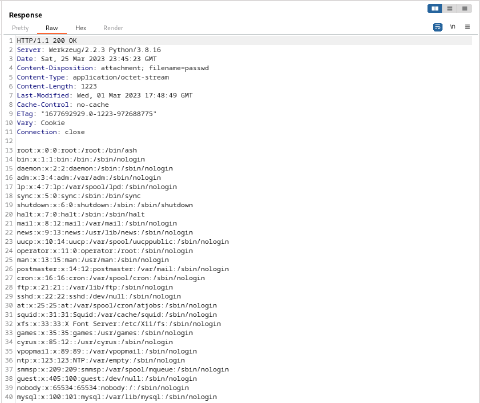 Response
Pretty Raw Hex Render
\n
1 HTTP/1.1 200 OK
2 Server: Werkzeug/2.2.3 Python/3.8.16
3 Date: Sat, 25 Mar 2023 23:45:23 GMT
4 Content-Disposition: attachment; filename=passwd
5 Content-Type: application/octet-stream
6 Content-Length: 1223
7 Last-Modified: Wed, 01 Mar 2023 17:48:49 GMT
8 Cache-Control: no-cache
9 ETag: "1677692929.0-1223-972688775"
10 Vary: Cookie
11 Connection: close
12
13 root:x:0:0:root:/root:/bin/ash
14 bin:x:1:1:bin:/bin:/sbin/nologin
15 daemon:x:2:2:daemon:/sbin:/sbin/nologin
16 adm:x:3:4:adm:/var/adm:/sbin/nologin
17 lp:x:4:7:lp:/var/spool/lpd:/sbin/nologin
18 sync:x:5:0:sync:/sbin:/bin/sync
19 shutdown:x:6:0:shutdown:/sbin:/sbin/shutdown
20 halt:x:7:0:halt:/sbin:/sbin/halt
21 mail:x:8:12:mail:/var/mail:/sbin/nologin
22 news:x:9:13:news:/usr/lib/news:/sbin/nologin
23 uucp:x:10:14:uucp:/var/spool/uucppublic:/sbin/nologin
24 operator:x:11:0:operator:/root:/sbin/nologin
25 man:x:13:15:man:/usr/man:/sbin/nologin
26 postmaster:x:14:12:postmaster:/var/mail:/sbin/nologin
27 cron:x:16:16:cron:/var/spool/cron:/sbin/nologin
28 ftp:x:21:21::/var/lib/ftp:/sbin/nologin
29 sshd:x:22:22:sshd:/dev/null:/sbin/nologin
30 at:x:25:25:at:/var/spool/cron/atjobs:/sbin/nologin
31 squid:x:31:31:Squid:/var/cache/squid:/sbin/nologin
32 xfs:x:33:33:X Font Server:/etc/X11/fs:/sbin/nologin
33 games:x:35:35:games:/usr/games:/sbin/nologin
34 cyrus:x:85:12::/usr/cyrus:/sbin/nologin
35 vpopmail:x:89:89::/var/vpopmail:/sbin/nologin
36 ntp:x:123:123:NTP:/var/empty:/sbin/nologin
37 smmsp:x:209:209:smmsp:/var/spool/mqueue:/sbin/nologin
38 guest:x:405:100:guest:/dev/null:/sbin/nologin
39 nobody:x:65534:65534:nobody:/:/sbin/nologin
40 mysql:x:100:101:mysql:/var/lib/mysql:/sbin/nologin